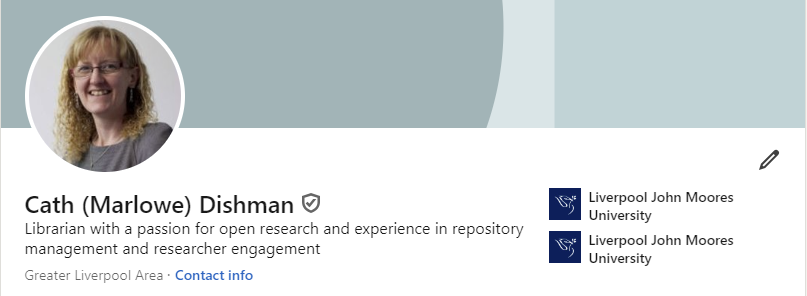 Cath (Marlowe) Dishman
Librarian with a passion for open research and experience in repository
management and researcher engagement
Greater Liverpool Area · Contact info
Liverpool John Moores
University
Liverpool John Moores
University